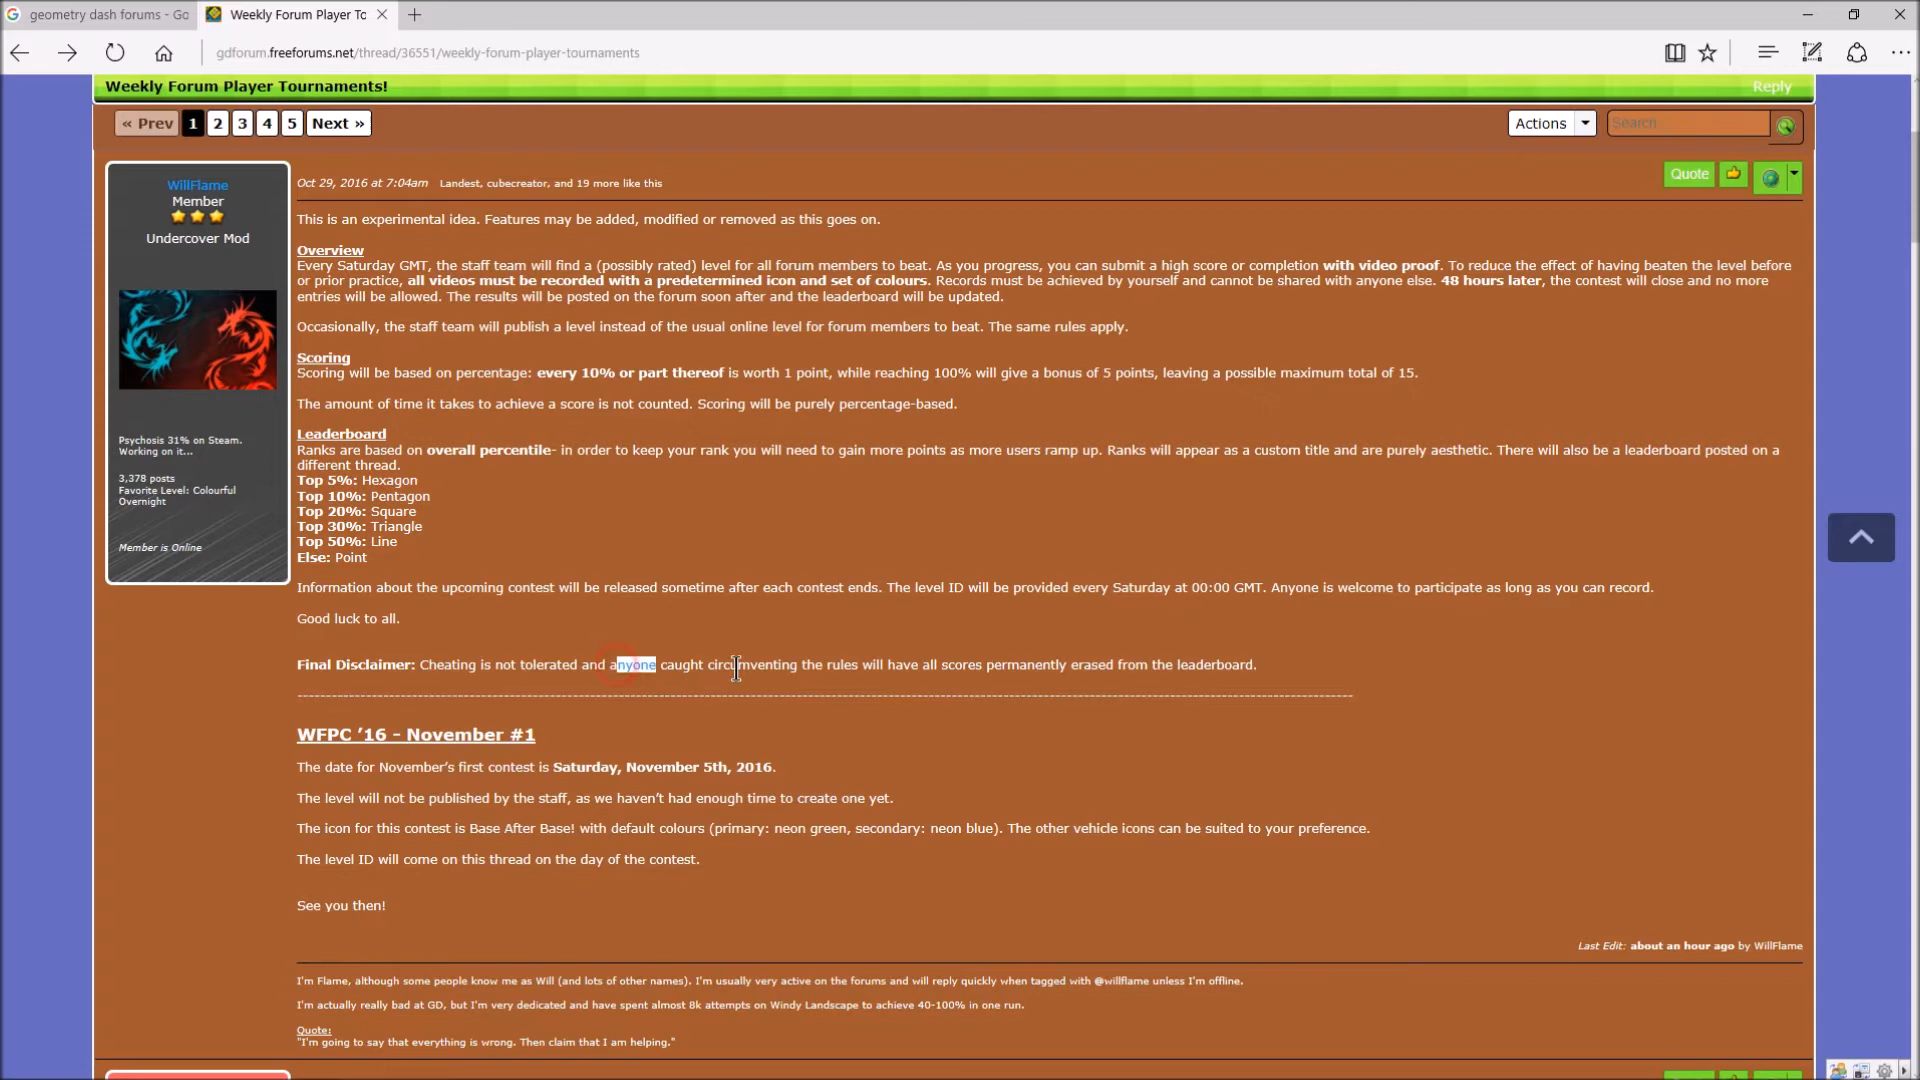 geometry dash forums - Go
Weekly Forum Player To
gdforum.freeforums.net/thread/36551/weekly-forum-player-tournaments
Weekly Forum Player Tournaments!
Reply
« Prev 1 2 3 4 5 Next »
Actions
Search
WillFlame
Member
Undercover Mod
Psychosis 31% on Steam.
Working on it...
3,378 posts
Favorite Level: Colourful
Overnight
Member is Online
Oct 29, 2016 at 7:04am Landest, cubecreator, and 19 more like this
Quote
This is an experimental idea. Features may be added, modified or removed as this goes on.
Overview
Every Saturday GMT, the staff team will find a (possibly rated) level for all forum members to beat. As you progress, you can submit a high score or completion with video proof. To reduce the effect of having beaten the level before
or prior practice, all videos must be recorded with a predetermined icon and set of colours. Records must be achieved by yourself and cannot be shared with anyone else. 48 hours later, the contest will close and no more
entries will be allowed. The results will be posted on the forum soon after and the leaderboard will be updated.
Occasionally, the staff team will publish a level instead of the usual online level for forum members to beat. The same rules apply.
Scoring
Scoring will be based on percentage: every 10% or part thereof is worth 1 point, while reaching 100% will give a bonus of 5 points, leaving a possible maximum total of 15.
The amount of time it takes to achieve a score is not counted. Scoring will be purely percentage-based.
Leaderboard
Ranks are based on overall percentile- in order to keep your rank you will need to gain more points as more users ramp up. Ranks will appear as a custom title and are purely aesthetic. There will also be a leaderboard posted on a
different thread.
Top 5%: Hexagon
Top 10%: Pentagon
Top 20%: Square
Top 30%: Triangle
Top 50%: Line
Else: Point
Information about the upcoming contest will be released sometime after each contest ends. The level ID will be provided every Saturday at 00:00 GMT. Anyone is welcome to participate as long as you can record.
Good luck to all.
Final Disclaimer: Cheating is not tolerated and anyone caught circumventing the rules will have all scores permanently erased from the leaderboard.
WFPC ’16 - November #1
The date for November’s first contest is Saturday, November 5th, 2016.
The level will not be published by the staff, as we haven’t had enough time to create one yet.
The icon for this contest is Base After Base! with default colours (primary: neon green, secondary: neon blue). The other vehicle icons can be suited to your preference.
The level ID will come on this thread on the day of the contest.
See you then!
Last Edit: about an hour ago by WillFlame
I'm Flame, although some people know me as Will (and lots of other names). I'm usually very active on the forums and will reply quickly when tagged with @willflame unless I'm offline.
I'm actually really bad at GD, but I'm very dedicated and have spent almost 8k attempts on Windy Landscape to achieve 40-100% in one run.
Quote:
"I'm going to say that everything is wrong. Then claim that I am helping."